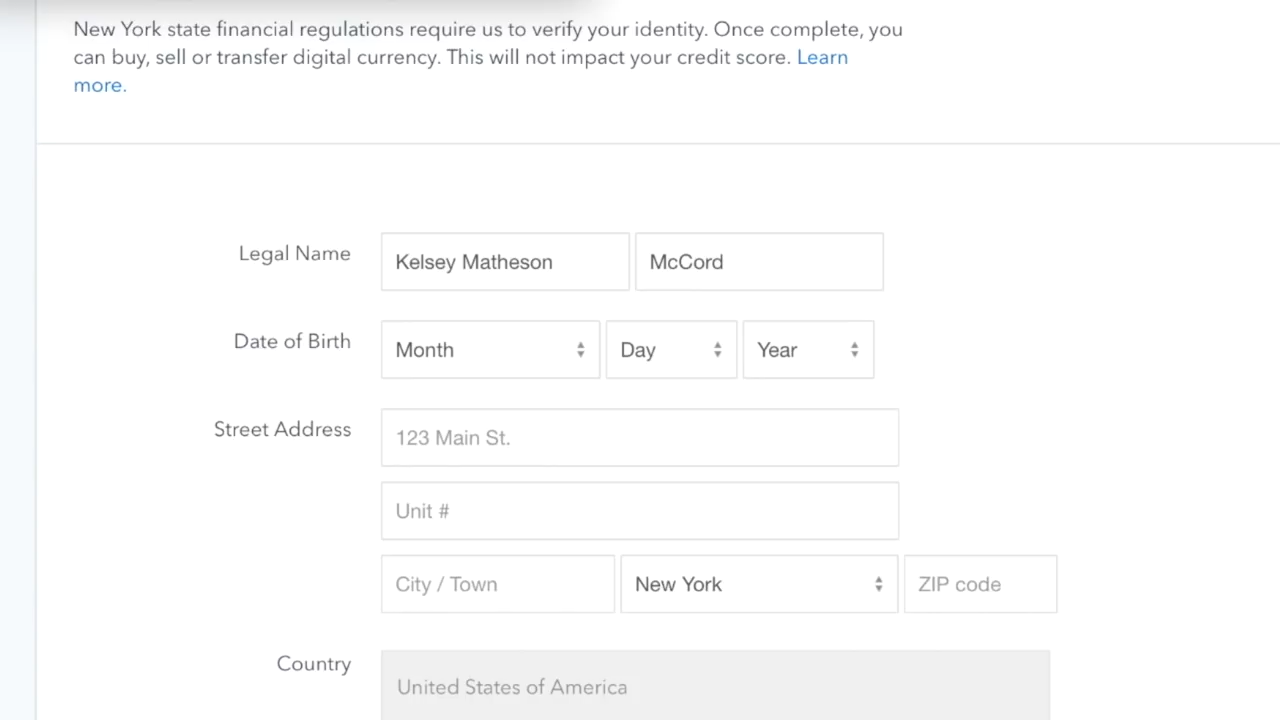 New York state financial regulations require us to verify your identity. Once complete, you
can buy, sell or transfer digital currency. This will not impact your credit score. Learn
more.
Legal Name Kelsey Matheson McCord
Date of Birth Month Day Year
Street Address 123 Main St.
Unit #
City / Town New York ZIP code
Country United States of America